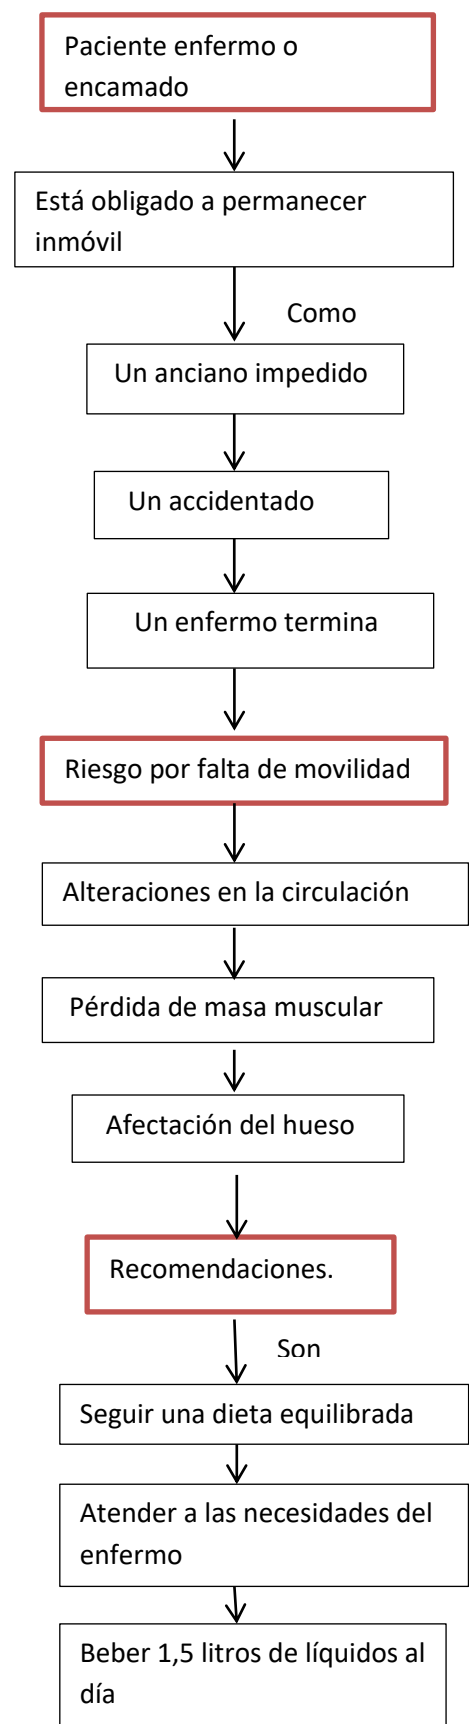 Paciente enfermo o
encamado
Está obligado a permanecer
inmóvil
Como
Un anciano impedido
Un accidentado
Un enfermo termina
Riesgo por falta de movilidad
Alteraciones en la circulación
Pérdida de masa muscular
Afectación del hueso
Recomendaciones.
Son
Seguir una dieta equilibrada
Atender a las necesidades del
enfermo
Beber 1,5 litros de líquidos al
día